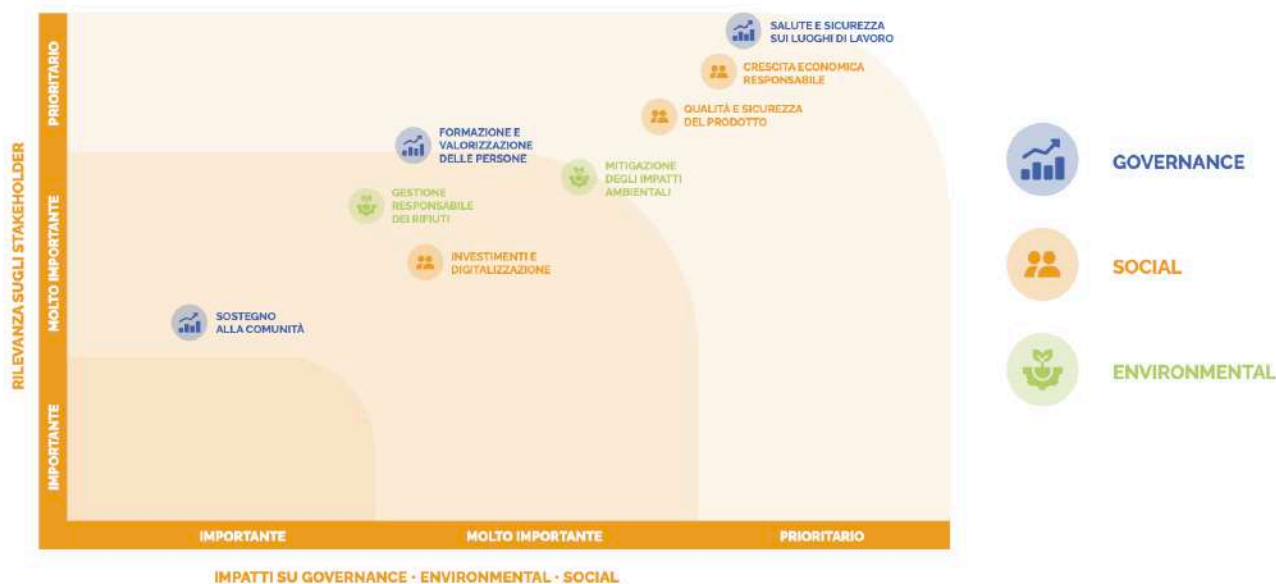 SALUTE E SICUREZZA
SUI LUOGHI DI LAVORO
CRESCITA ECONOMICA
RESPONSABILE
QUALITÀ E SICUREZZA
DEL PRODOTTO
FORMAZIONE E
VALORIZZAZIONE
DELLE PERSONE
MITIGAZIONE
DEGLI IMPATTI
AMBIENTALI
GESTIONE
RESPONSABILE
DEI RIFIUTI
INVESTIMENTI E
DIGITALIZZAZIONE
SOSTEGNO
ALLA COMUNITÀ
RILEVANZA SUGLI STAKEHOLDER
PRIORITARIO
MOLTO IMPORTANTE
IMPORTANTE
IMPORTANTE
MOLTO IMPORTANTE
PRIORITARIO
IMPATTI SU GOVERNANCE · ENVIRONMENTAL · SOCIAL
GOVERNANCE
SOCIAL
ENVIRONMENTAL